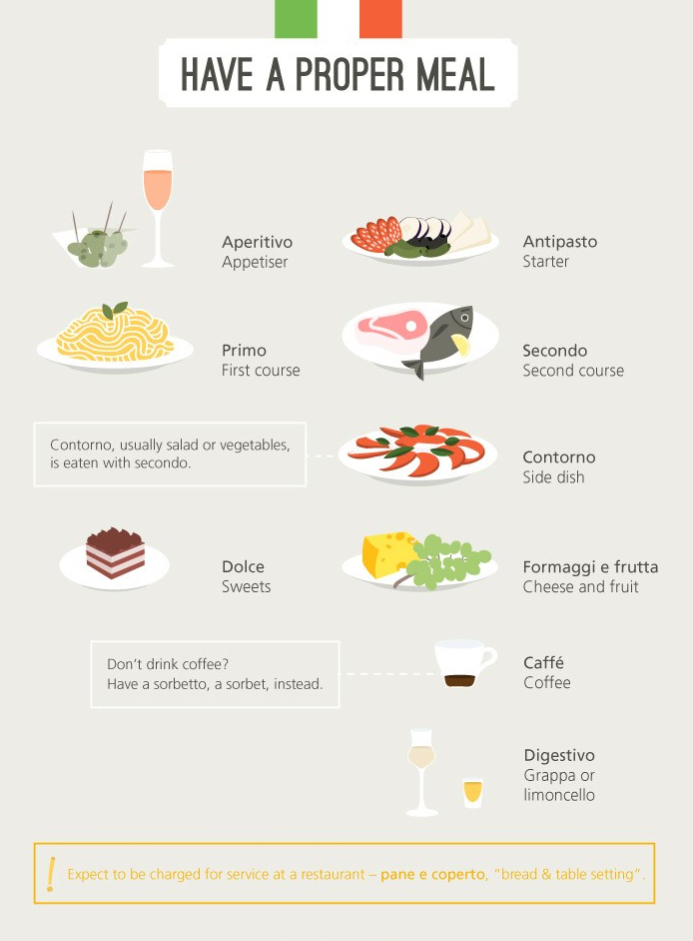 HAVE A PROPER MEAL
Aperitivo
Appetiser
Antipasto
Starter
Primo
First course
Secondo
Second course
Contorno, usually salad or vegetables,
is eaten with secondo.
Contorno
Side dish
Dolce
Sweets
Formaggi e frutta
Cheese and fruit
Don't drink coffee?
Have a sorbetto, a sorbet, instead.
Caffé
Coffee
Digestivo
Grappa or
limoncello
! Expect to be charged for service at a restaurant – pane e coperto, "bread & table setting".